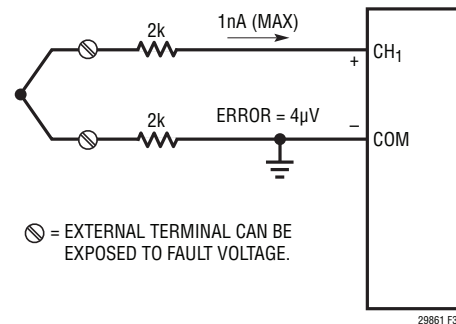 2k
1nA (MAX)
+
CH1
2k
ERROR = 4µV
–
COM
= EXTERNAL TERMINAL CAN BE
EXPOSED TO FAULT VOLTAGE.
29861 F3